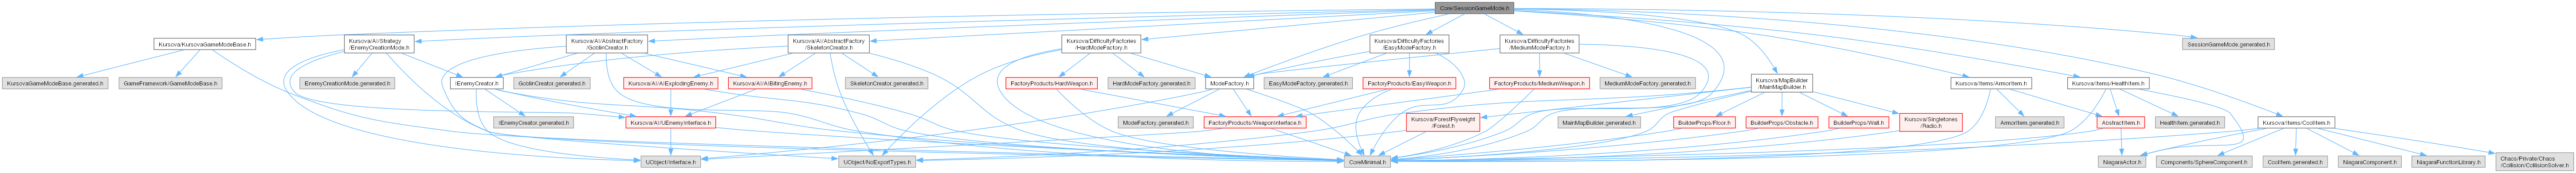 Core/SessionGameMode.h
Kursova/KursovaGameModeBase.h
Kursova/AI/Strategy
/EnemyCreationMode.h
Kursova/AI/AbstractFactory
/GoblinCreator.h
Kursova/AI/AbstractFactory
/SkeletonCreator.h
Kursova/DifficultyFactories
/HardModeFactory.h
Kursova/DifficultyFactories
/EasyModeFactory.h
Kursova/DifficultyFactories
/MediumModeFactory.h
SessionGameMode.generated.h
KursovaGameModeBase.generated.h
GameFramework/GameModeBase.h
EnemyCreationMode.generated.h
IEnemyCreator.h
GoblinCreator.generated.h
Kursova/AI/AIExplodingEnemy.h
Kursova/AI/AIBitingEnemy.h
SkeletonCreator.generated.h
FactoryProducts/HardWeapon.h
HardModeFactory.generated.h
ModeFactory.h
EasyModeFactory.generated.h
FactoryProducts/EasyWeapon.h
FactoryProducts/MediumWeapon.h
MediumModeFactory.generated.h
Kursova/MapBuilder
/MainMapBuilder.h
Kursova/Items/ArmorItem.h
Kursova/Items/HealthItem.h
IEnemyCreator.generated.h
Kursova/AI/UEnemyInterface.h
ModeFactory.generated.h
FactoryProducts/WeaponInterface.h
Kursova/ForestFlyweight
/Forest.h
MainMapBuilder.generated.h
BuilderProps/Floor.h
BuilderProps/Obstacle.h
BuilderProps/Wall.h
Kursova/Singletones
/Radio.h
ArmorItem.generated.h
AbstractItem.h
HealthItem.generated.h
Kursova/Items/CoolItem.h
UObject/Interface.h
UObject/NoExportTypes.h
CoreMinimal.h
NiagaraActor.h
Components/SphereComponent.h
CoolItem.generated.h
NiagaraComponent.h
NiagaraFunctionLibrary.h
Chaos/Private/Chaos
/Collision/CollisionSolver.h